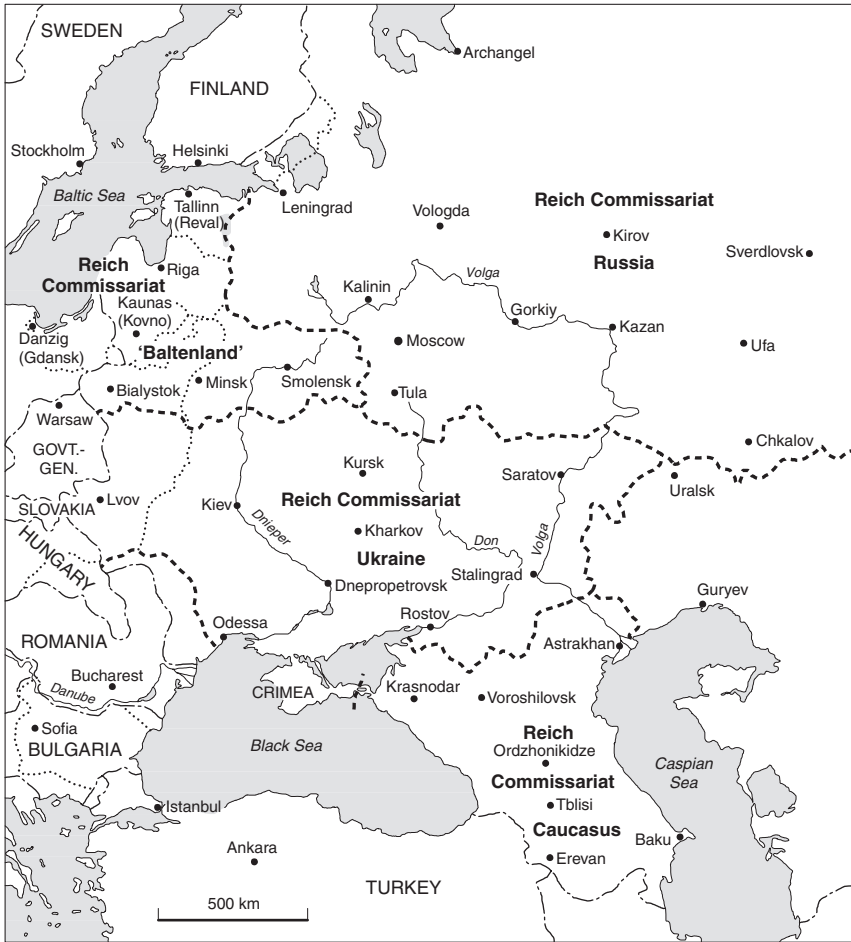 SWEDEN
Archangel
FINLAND
Stockholm
Helsinki
Baltic Sea
Tallinn
(Reval)
Leningrad
Vologda
Reich Commissariat
Kirov
Russia
Sverdlovsk
Reich
Commissariat
Riga
Kaunas
(Kovno)
Kalinin
Volga
Gorkiy
Kazan
Danzig
(Gdansk)
'Baltenland'
Moscow
Ufa
Bialystok
Minsk
Smolensk
Tula
Warsaw
GOVT.-
GEN.
Chkalov
Kursk
Saratov
Uralsk
SLOVAKIA
Lvov
Kiev
Reich Commissariat
Dnieper
Kharkov
Ukraine
Don
Volga
HUNGARY
Stalingrad
Dnepropetrovsk
Guryev
Odessa
Rostov
Astrakhan
ROMANIA
Bucharest
Danube
CRIMEA
Krasnodar
Voroshilovsk
Sofia
BULGARIA
Black Sea
Reich
Ordzhonikidze
Commissariat
Caspian
Sea
Istanbul
Tblisi
Caucasus
Baku
Ankara
Erevan
TURKEY
500 km